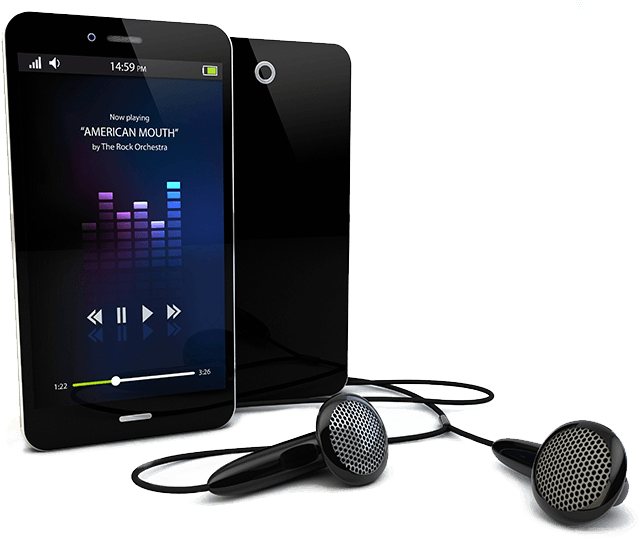 14:59 PM
Now playing
"AMERICAN MOUTH"
by The Rock Orchestra
1:22
3:26